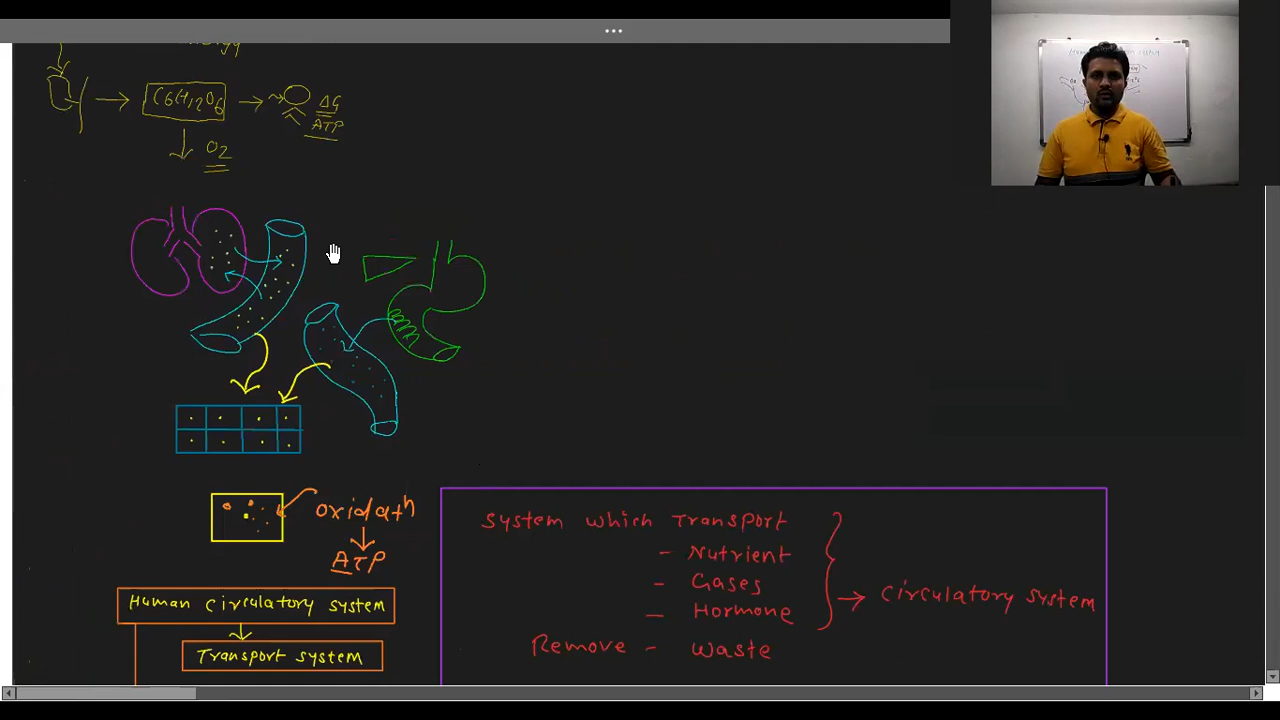 C6H12O6
ΔG
ATP
O2
oxidatn
ATP
Human circulatory system
Transport system
System which Transport
- Nutrient
- Gases
- Hormone
→ circulatory system
Remove - waste